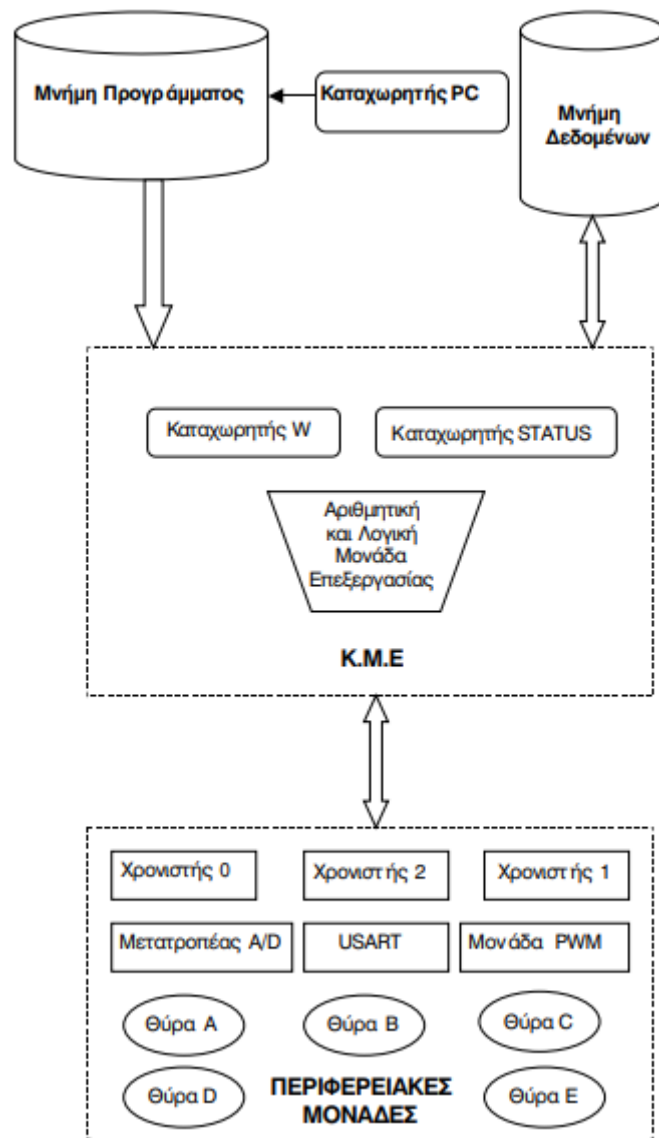 Μνήμη Προγράμματος
Καταχωρητής PC
Μνήμη
Δεδομένων
Καταχωρητής W
Καταχωρητής STATUS
Αριθμητική
και Λογική
Μονάδα
Επεξεργασίας
Κ.Μ.Ε
Χρονιστής 0
Χρονιστής 2
Χρονιστής 1
Μετατροπέας A/D
USART
Μονάδα PWM
Θύρα A
Θύρα B
Θύρα C
Θύρα D
ΠΕΡΙΦΕΡΕΙΑΚΕΣ
ΜΟΝΑΔΕΣ
Θύρα E